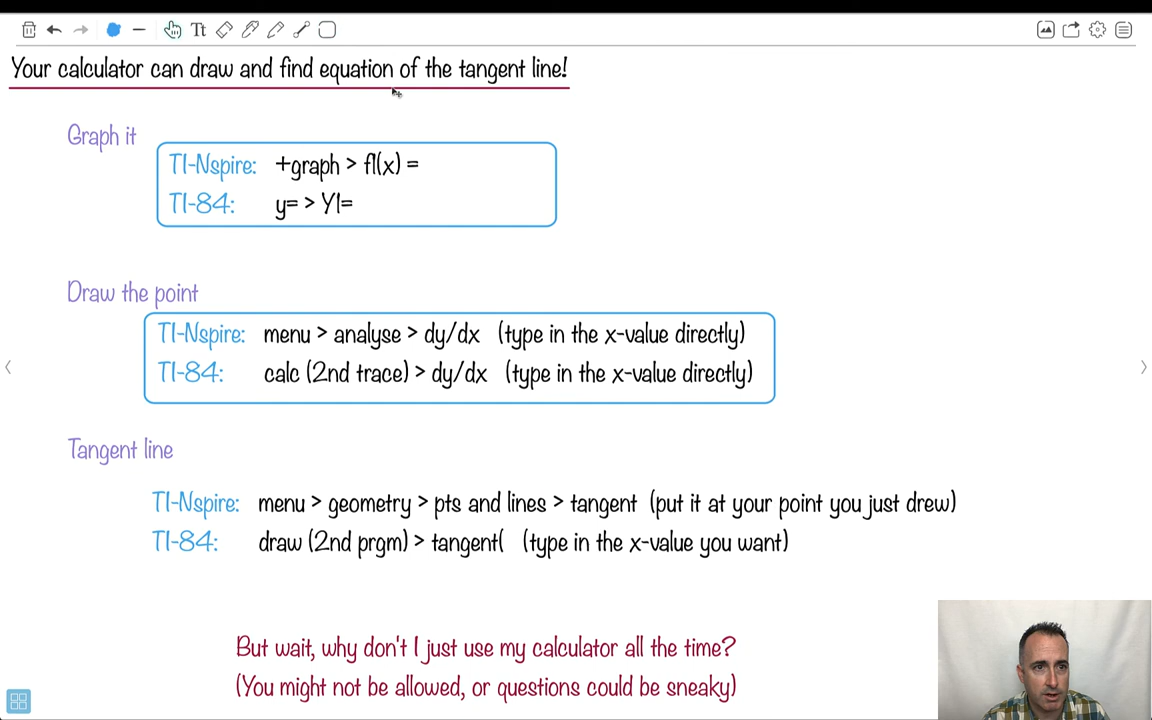 Tt
Your calculator can draw and find equation of the tangent line!
Graph it
TI-Nspire: +graph > f1(x) =
TI-84: y= > Y1=
Draw the point
TI-Nspire: menu > analyse > dy/dx (type in the x-value directly)
TI-84: calc (2nd trace) > dy/dx (type in the x-value directly)
Tangent line
TI-Nspire: menu > geometry > pts and lines > tangent (put it at your point you just drew)
TI-84: draw (2nd prgm) > tangent( (type in the x-value you want)
But wait, why don't I just use my calculator all the time?
(You might not be allowed, or questions could be sneaky)